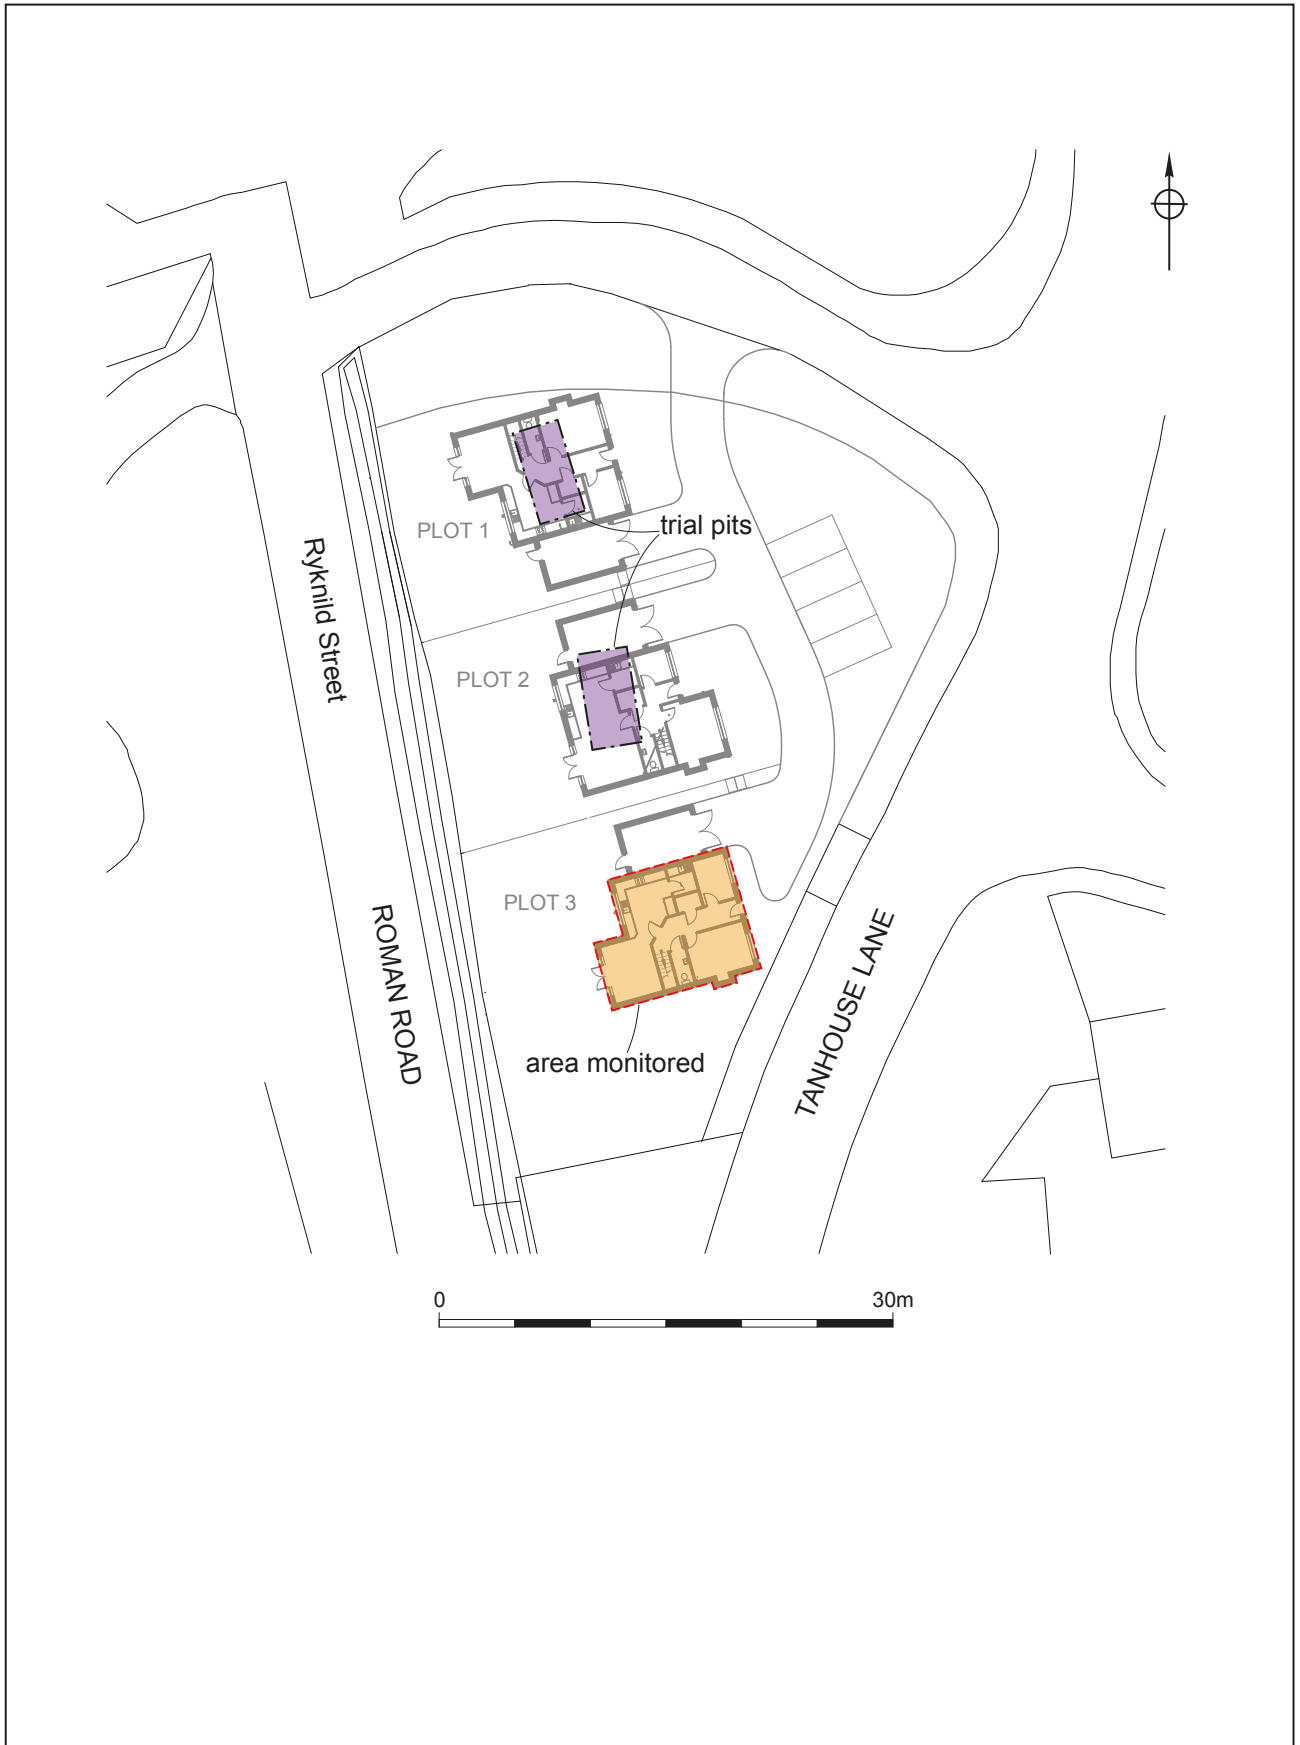 PLOT 1
trial pits
Ryknild Street
PLOT 2
PLOT 3
ROMAN ROAD
TANHOUSE LANE
area monitored
0
30m